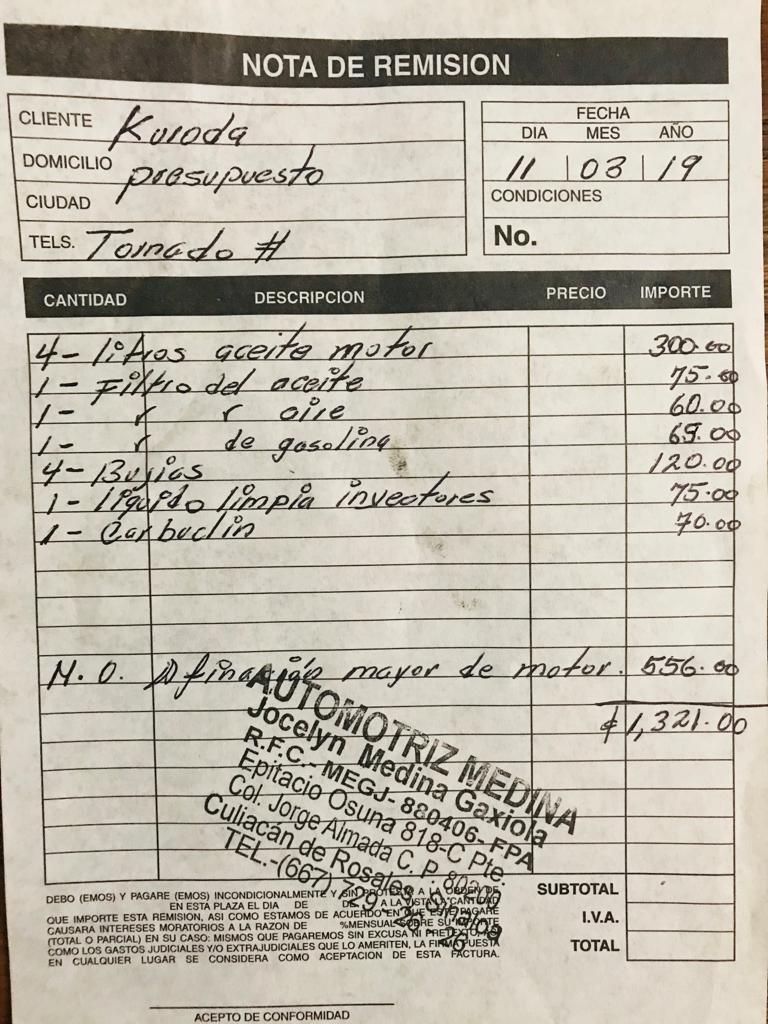 NOTA DE REMISION
CLIENTE Kuroda
DOMICILIO presupuesto
CIUDAD
TELS. Tornado #
FECHA
DIA MES AÑO
11 | 03 | 19
CONDICIONES
No.
CANTIDAD DESCRIPCION PRECIO IMPORTE
4 - litros aceite motor 300.00
1 - Filtro del aceite 75.00
1 - " " aire 60.00
1 - " de gasolina 65.00
4 - Bujias 120.00
1 - liquido limpia inyectores 75.00
1 - Carbuclin 70.00
M. O. Afinación mayor de motor. 556.00
$1,321.00
AUTOMOTRIZ MEDINA
Jocelyn Medina Gaxiola
R.F.C.- MEGJ- 880406- FPA
Epitacio Osuna 818-C Pte.
Col. Jorge Almada C. P. 80200
Culiacán de Rosales, Sinaloa
TEL.-(667)
SUBTOTAL
I.V.A.
TOTAL
DEBO (EMOS) Y PAGARE (EMOS) INCONDICIONALMENTE Y SIN PROTESTO A LA ORDEN DE
EN ESTA PLAZA EL DIA DE DE A LA VISTA LA CANTIDAD
QUE IMPORTE ESTA REMISION, ASI COMO ESTAMOS DE ACUERDO EN QUE ESTE PAGARE
CAUSARA INTERESES MORATORIOS A LA RAZON DE %MENSUAL SOBRE SU IMPORTE
(TOTAL O PARCIAL) EN SU CASO: MISMOS QUE PAGAREMOS SIN EXCUSA NI PRETEXTO,
COMO LOS GASTOS JUDICIALES Y/O EXTRAJUDICIALES QUE LO AMERITEN, LA FIRMA PUESTA
EN CUALQUIER LUGAR SE CONSIDERA COMO ACEPTACION DE ESTA FACTURA.
ACEPTO DE CONFORMIDAD